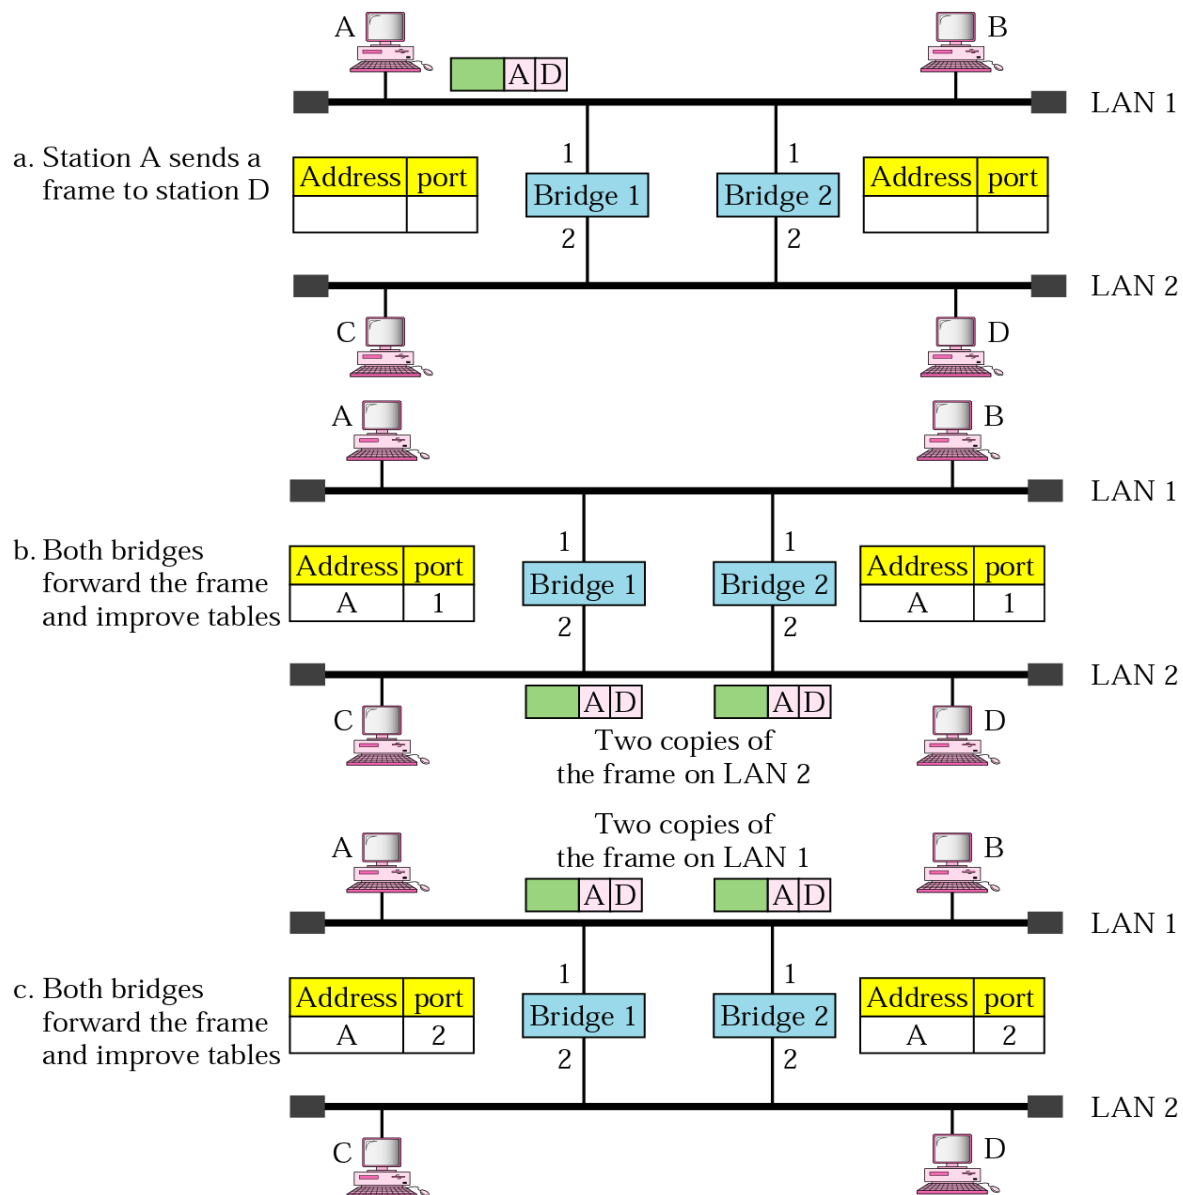 A
B
A D
LAN 1
a. Station A sends a
frame to station D
Address port
1
Bridge 1
2
1
Bridge 2
2
Address port
LAN 2
C
D
A
B
LAN 1
b. Both bridges
forward the frame
and improve tables
Address port
A 1
1
Bridge 1
2
1
Bridge 2
2
Address port
A 1
LAN 2
C
A D
A D
D
Two copies of
the frame on LAN 2
Two copies of
the frame on LAN 1
A
B
A D
A D
LAN 1
c. Both bridges
forward the frame
and improve tables
Address port
A 2
1
Bridge 1
2
1
Bridge 2
2
Address port
A 2
LAN 2
C
D